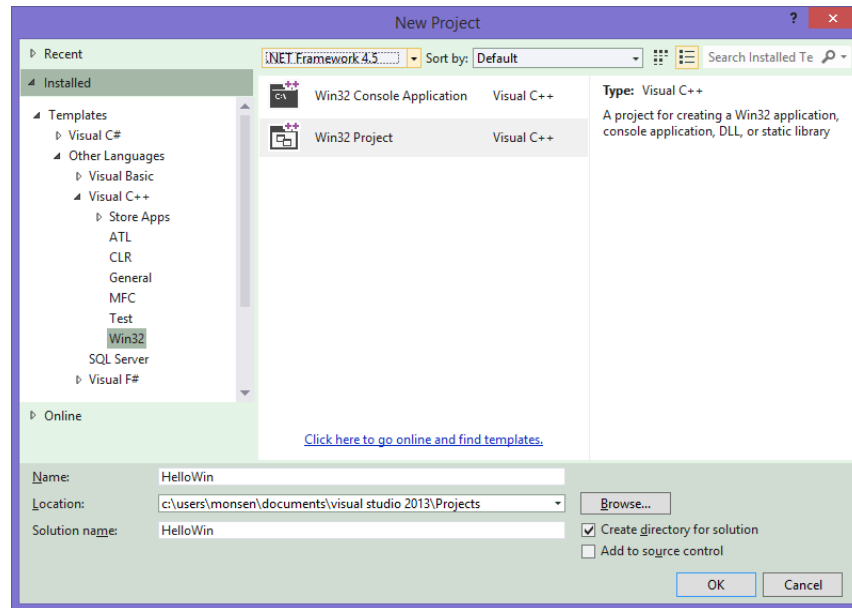 New Project
? ×
Recent
.NET Framework 4.5 Sort by: Default Search Installed Te
Installed
Templates
Visual C#
Other Languages
Visual Basic
Visual C++
Store Apps
ATL
CLR
General
MFC
Test
Win32
SQL Server
Visual F#
Online
C:\ Win32 Console Application Visual C++
Win32 Project Visual C++
Click here to go online and find templates.
Type: Visual C++
A project for creating a Win32 application,
console application, DLL, or static library
Name: HelloWin
Location: c:\users\monsen\documents\visual studio 2013\Projects Browse...
Solution name: HelloWin
Create directory for solution
Add to source control
OK Cancel